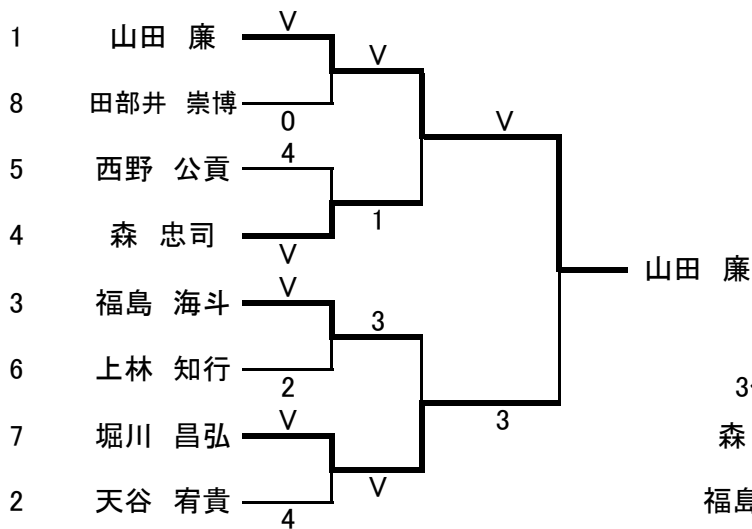 V
1 山田 廉
V
8 田部井 崇博
0
V
4
5 西野 公貢
1
4 森 忠司
V
山田 廉
V
3 福島 海斗
3
6 上林 知行
2
3
V
7 堀川 昌弘
森
V
2 天谷 宥貴
福島
4